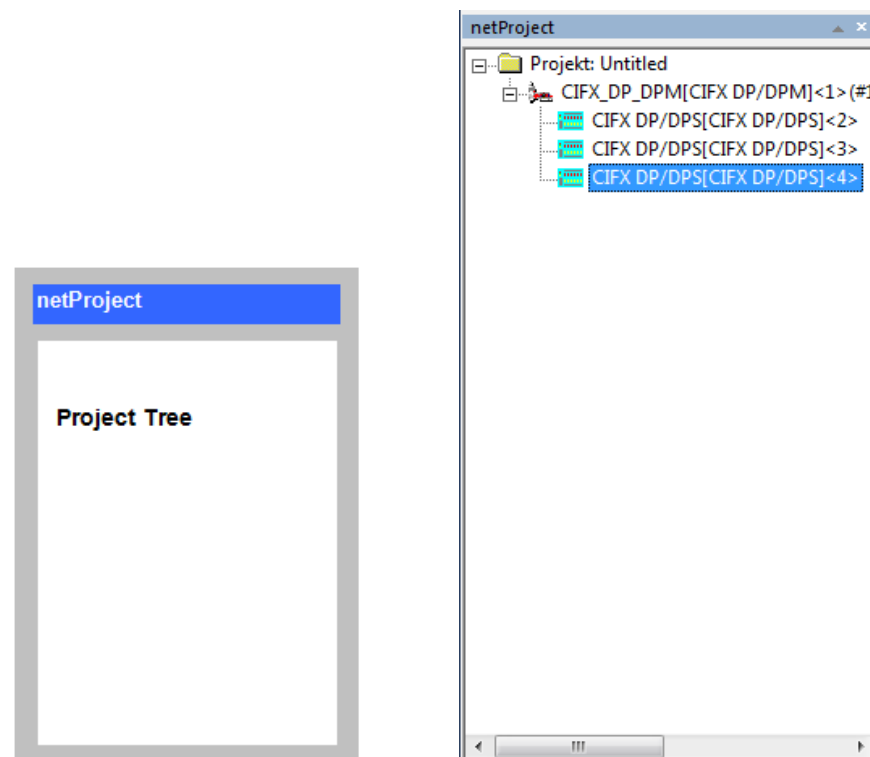 netProject
Project Tree
netProject
Projekt: Untitled
CIFX_DP_DPM[CIFX DP/DPM]<1>(#1
CIFX DP/DPS[CIFX DP/DPS]<2>
CIFX DP/DPS[CIFX DP/DPS]<3>
CIFX DP/DPS[CIFX DP/DPS]<4>